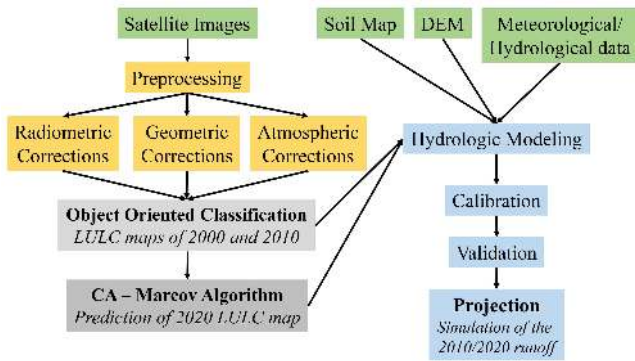 Satellite Images
Soil Map
DEM
Meteorological/
Hydrological data
Preprocessing
Radiometric
Corrections
Geometric
Corrections
Atmospheric
Corrections
Hydrologic Modeling
Object Oriented Classification
LULC maps of 2000 and 2010
Calibration
CA – Marcov Algorithm
Prediction of 2020 LULC map
Validation
Projection
Simulation of the
2010/2020 runoff